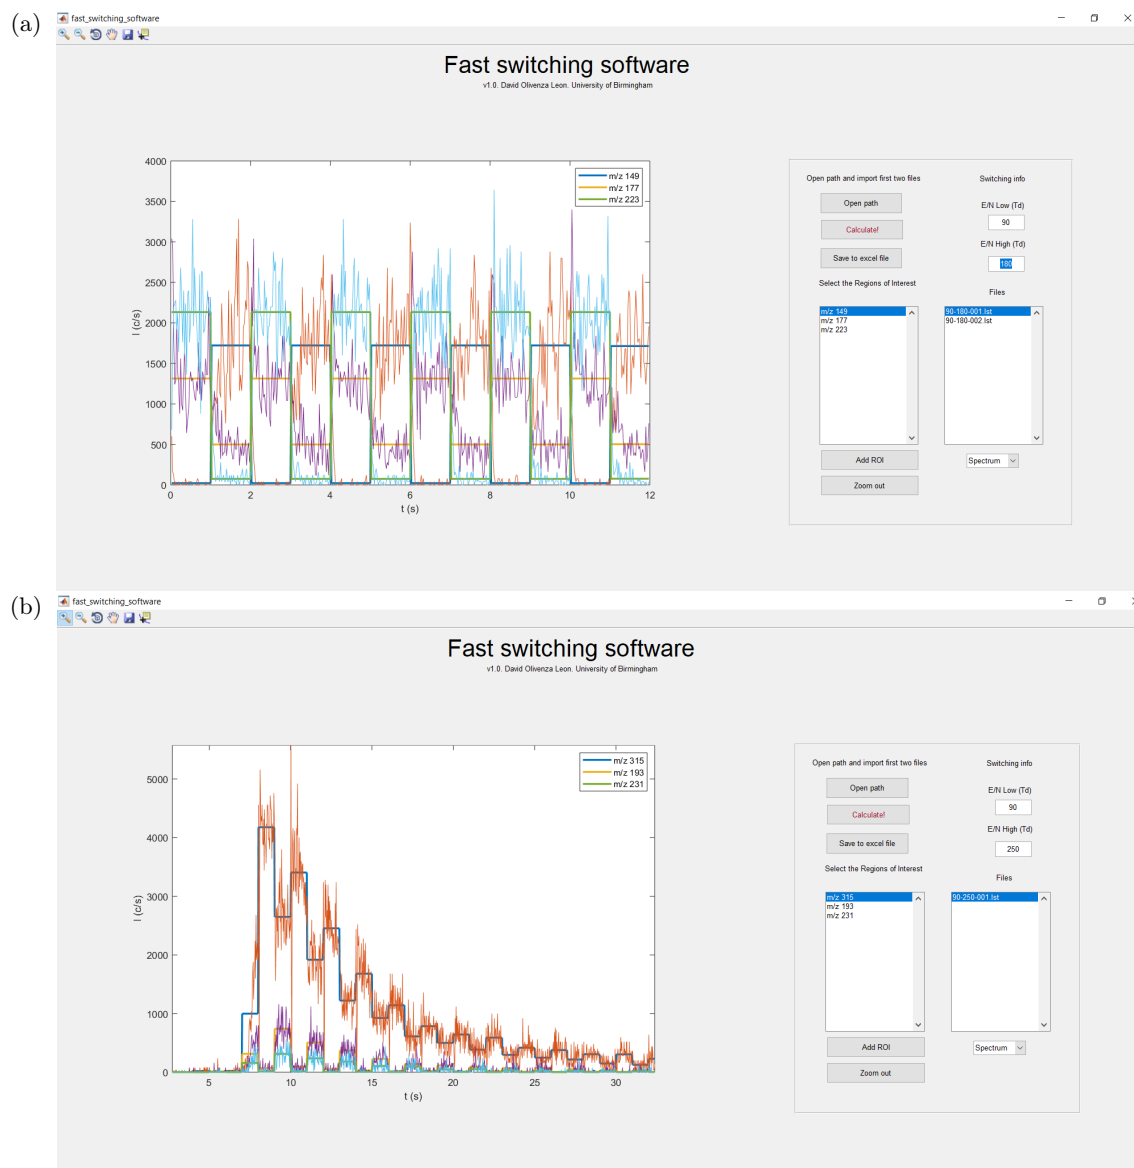 (a)
fast_switching_software
Fast switching software
v1.0. David Olivenza Leon. University of Birmingham
4000
3500
3000
2500
2000
1500
1000
500
0
I (c/s)
0 2 4 6 8 10 12
t (s)
m/z 149
m/z 177
m/z 223
Open path and import first two files
Switching info
Open path
E/N Low (Td)
90
Calculate!
E/N High (Td)
180
Save to excel file
Select the Regions of Interest
Files
m/z 149
m/z 177
m/z 223
90-180-001.lst
90-180-002.lst
Add ROI
Spectrum
Zoom out
(b)
fast_switching_software
Fast switching software
v1.0. David Olivenza Leon. University of Birmingham
5000
4000
3000
2000
1000
0
I (c/s)
5 10 15 20 25 30
t (s)
m/z 315
m/z 193
m/z 231
Open path and import first two files
Switching info
Open path
E/N Low (Td)
90
Calculate!
E/N High (Td)
250
Save to excel file
Select the Regions of Interest
Files
m/z 315
m/z 193
m/z 231
90-250-001.lst
Add ROI
Spectrum
Zoom out